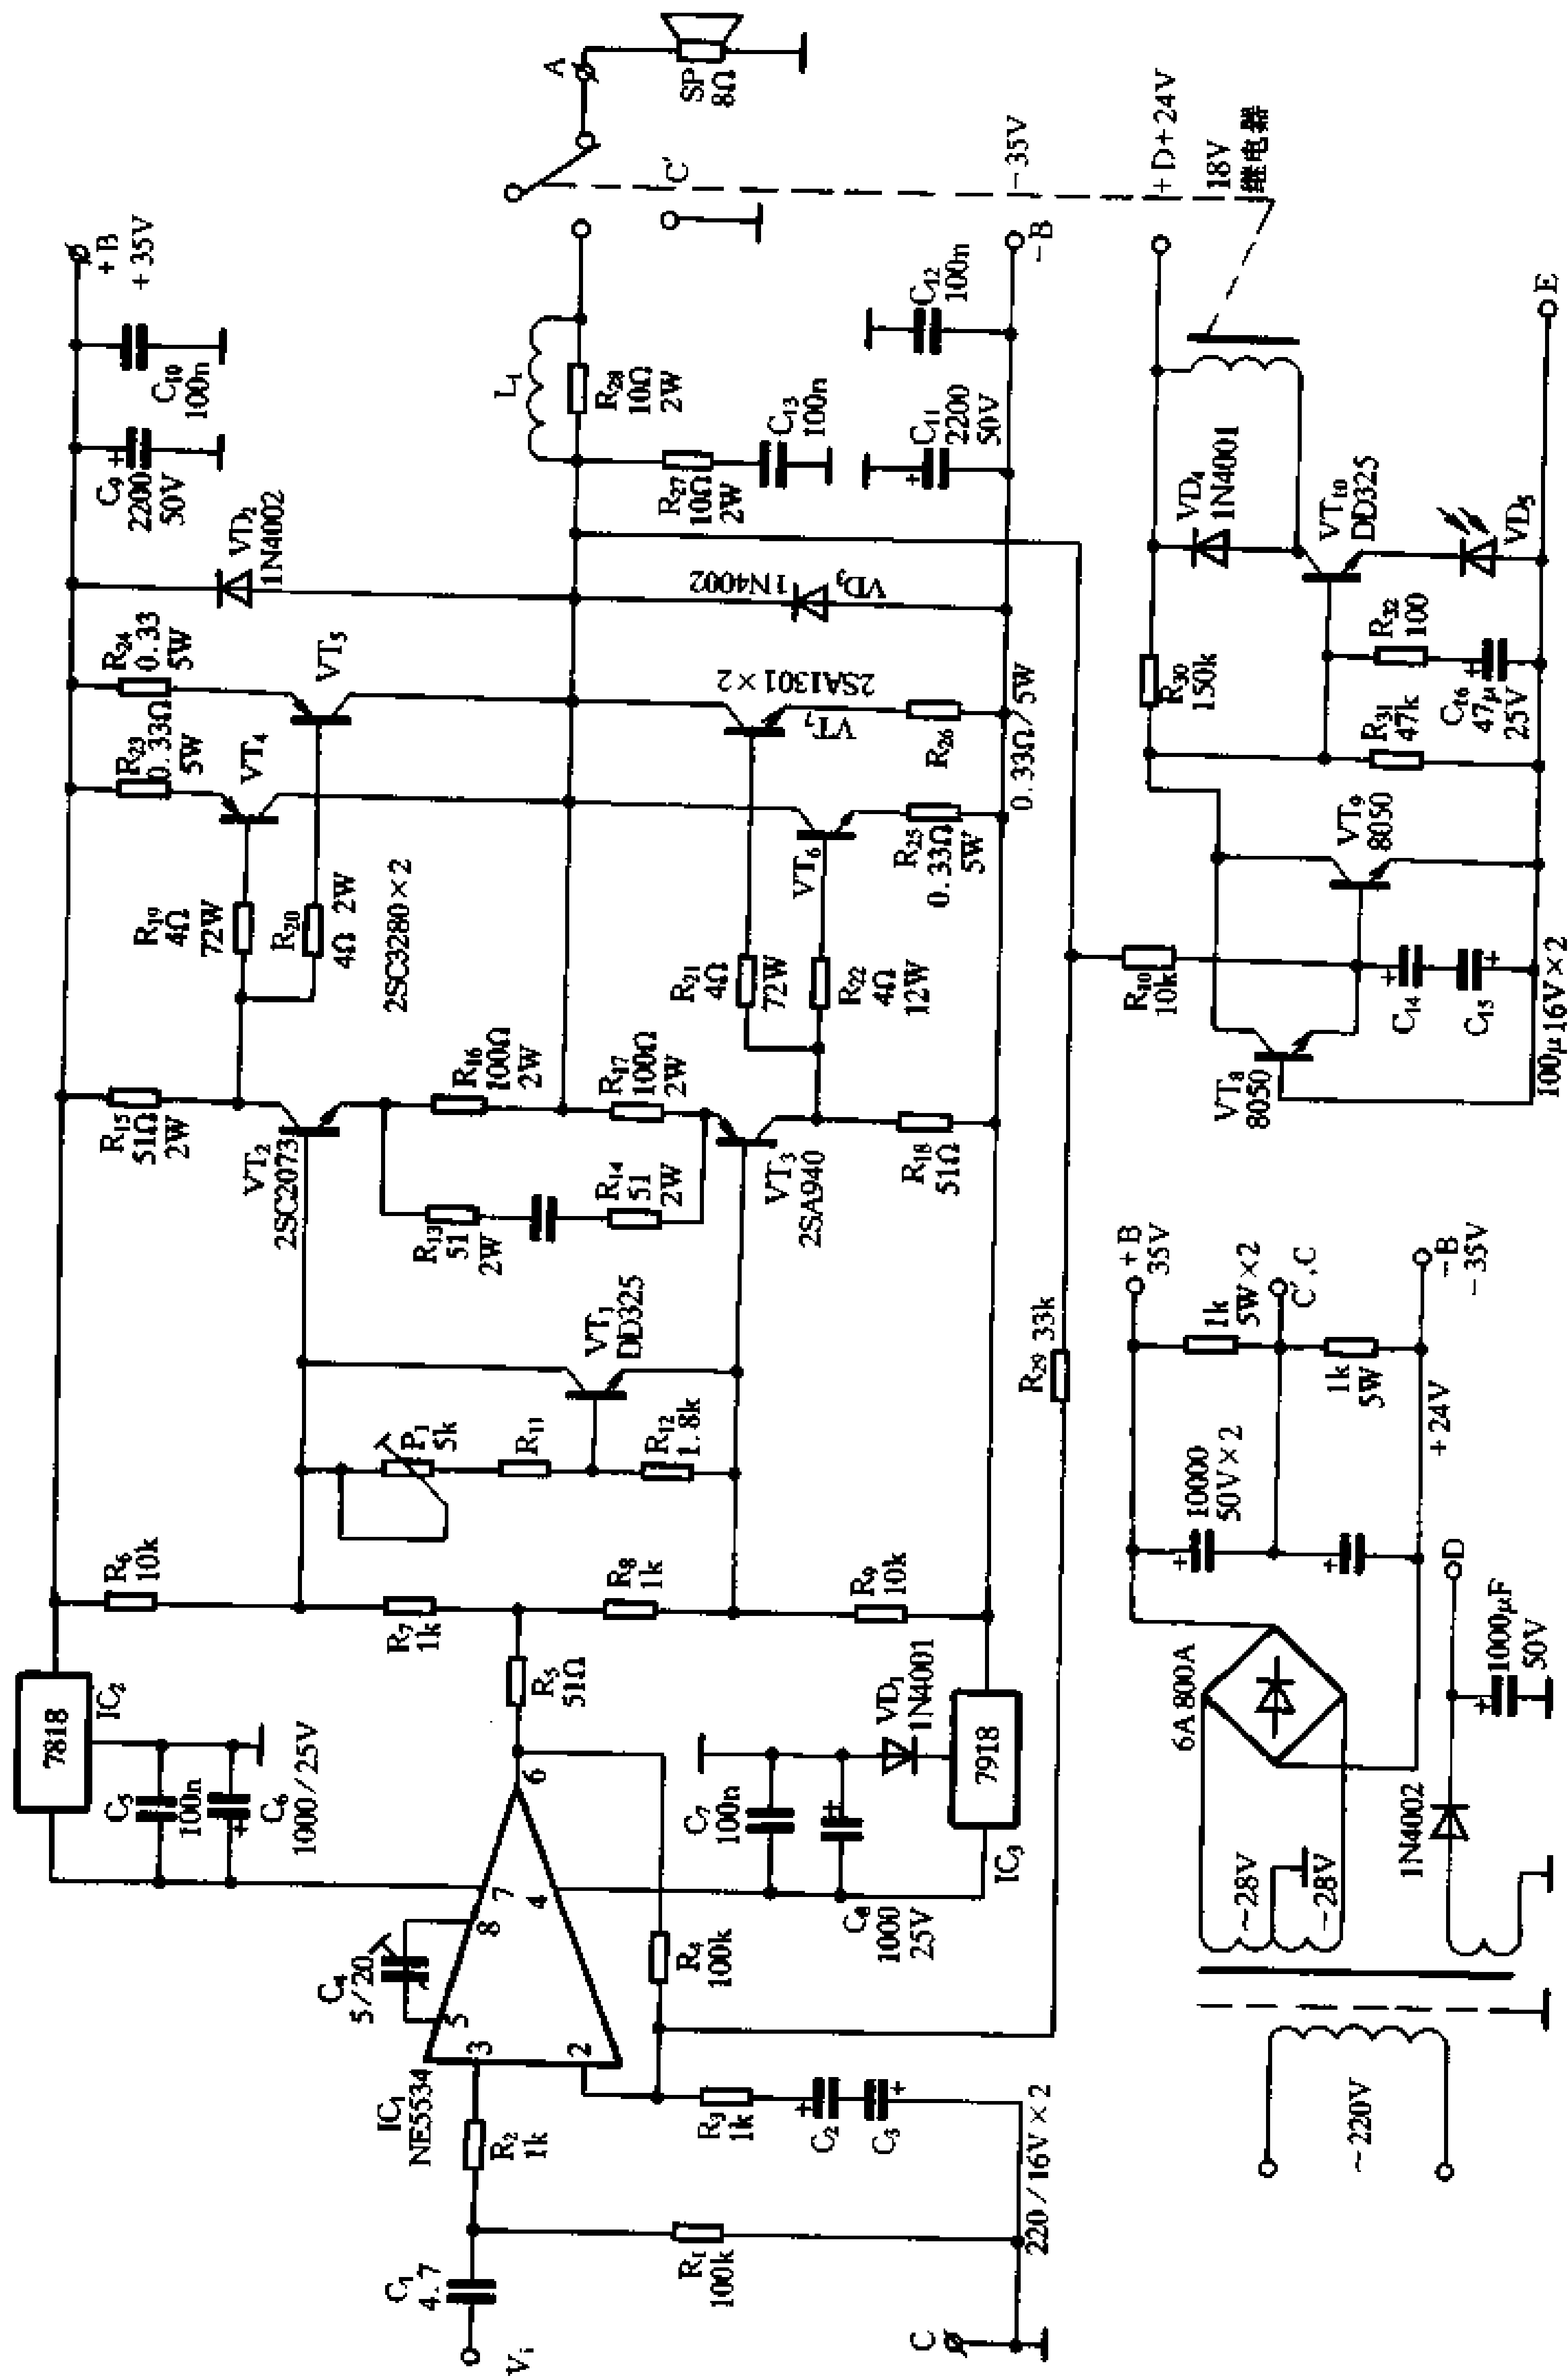 Vi
C1
4.7
R1
100k
C
R2
1k
IC1
NE5534
3
2
5
8
7
4
6
C4
5/20
R3
1k
C2
C3
220/16V×2
R4
100k
C5
100n
C6
1000/25V
7818
IC2
C7
100n
C8
1000
25V
VD1
1N4001
7918
IC3
R5
51Ω
R6
10k
R7
1k
R8
1k
R9
10k
P1
5k
R11
R12
1.8k
VT1
DD325
R29 33k
VT2
2SC2073
R15
51Ω
2W
R13
51
2W
R14
51
2W
R16
100Ω
2W
R17
100Ω
2W
VT3
2SA940
R18
51Ω
R19
4Ω
72W
R20
4Ω 2W
2SC3280×2
R21
4Ω
72W
R22
4Ω
12W
R23
0.33Ω
5W
VT4
R24
0.33
5W
VT5
VT6
R25
0.33Ω
5W
2SA1301×2
VT7
R26
0.33Ω/5W
VD2
1N4002
VD3
1N4002
C9
2200
50V
C10
100n
+B
+35V
L1
R28
10Ω
2W
R27
10Ω
2W
C13
100n
C11
2200
50V
C12
100n
-B
-35V
C'
A
SP
8Ω
+D+24V
18V
继电器
R10
10k
VT8
8050
C14
C15
100μ16V×2
VT9
8050
R30
150k
R31
47k
R32
100
C16
47μ
25V
VD4
1N4001
VT10
DD325
VD5
E
~220V
~28V
~28V
6A800A
10000
50V×2
+B
35V
1k
5W×2
C',C
1k
5W
-B
-35V
+24V
1N4002
D
1000μF
50V